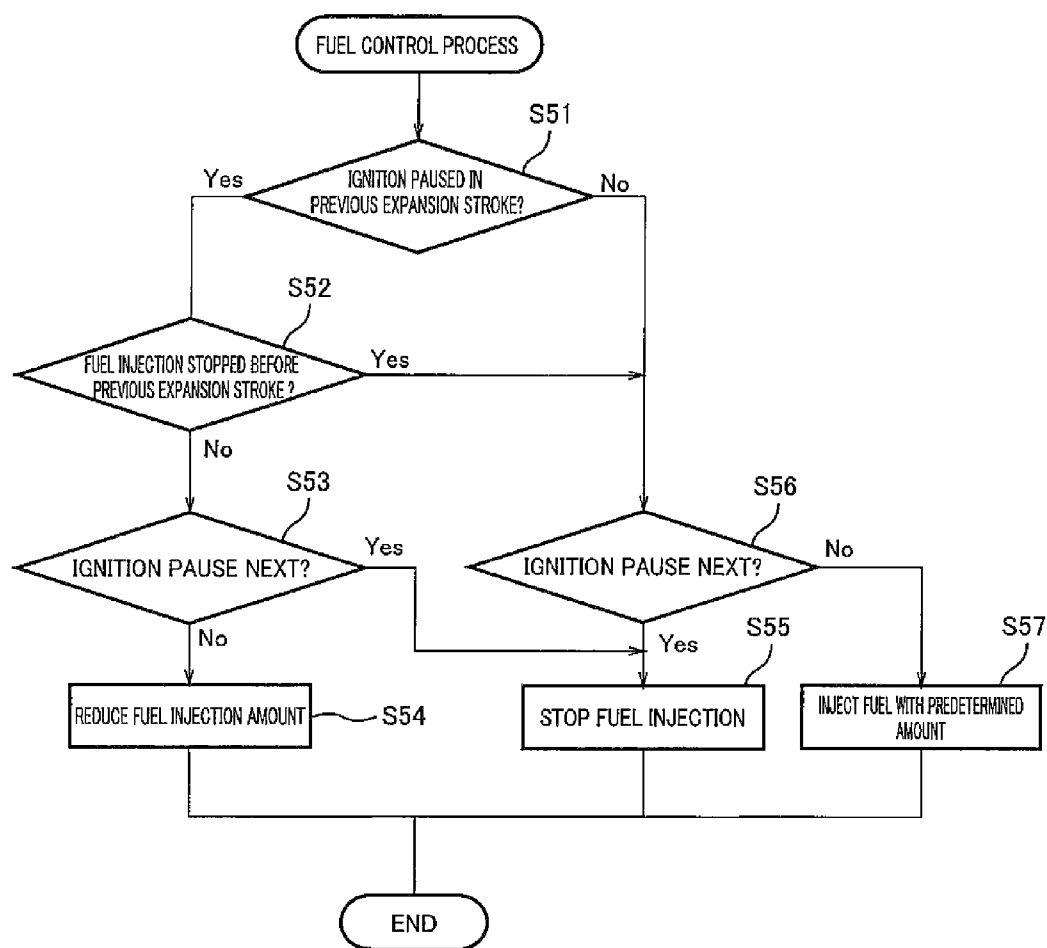 FUEL CONTROL PROCESS
S51
IGNITION PAUSED IN
PREVIOUS EXPANSION STROKE?
Yes
No
S52
FUEL INJECTION STOPPED BEFORE
PREVIOUS EXPANSION STROKE ?
Yes
No
S53
IGNITION PAUSE NEXT?
Yes
No
S56
IGNITION PAUSE NEXT?
No
Yes
REDUCE FUEL INJECTION AMOUNT
S54
S55
STOP FUEL INJECTION
S57
INJECT FUEL WITH PREDETERMINED
AMOUNT
END